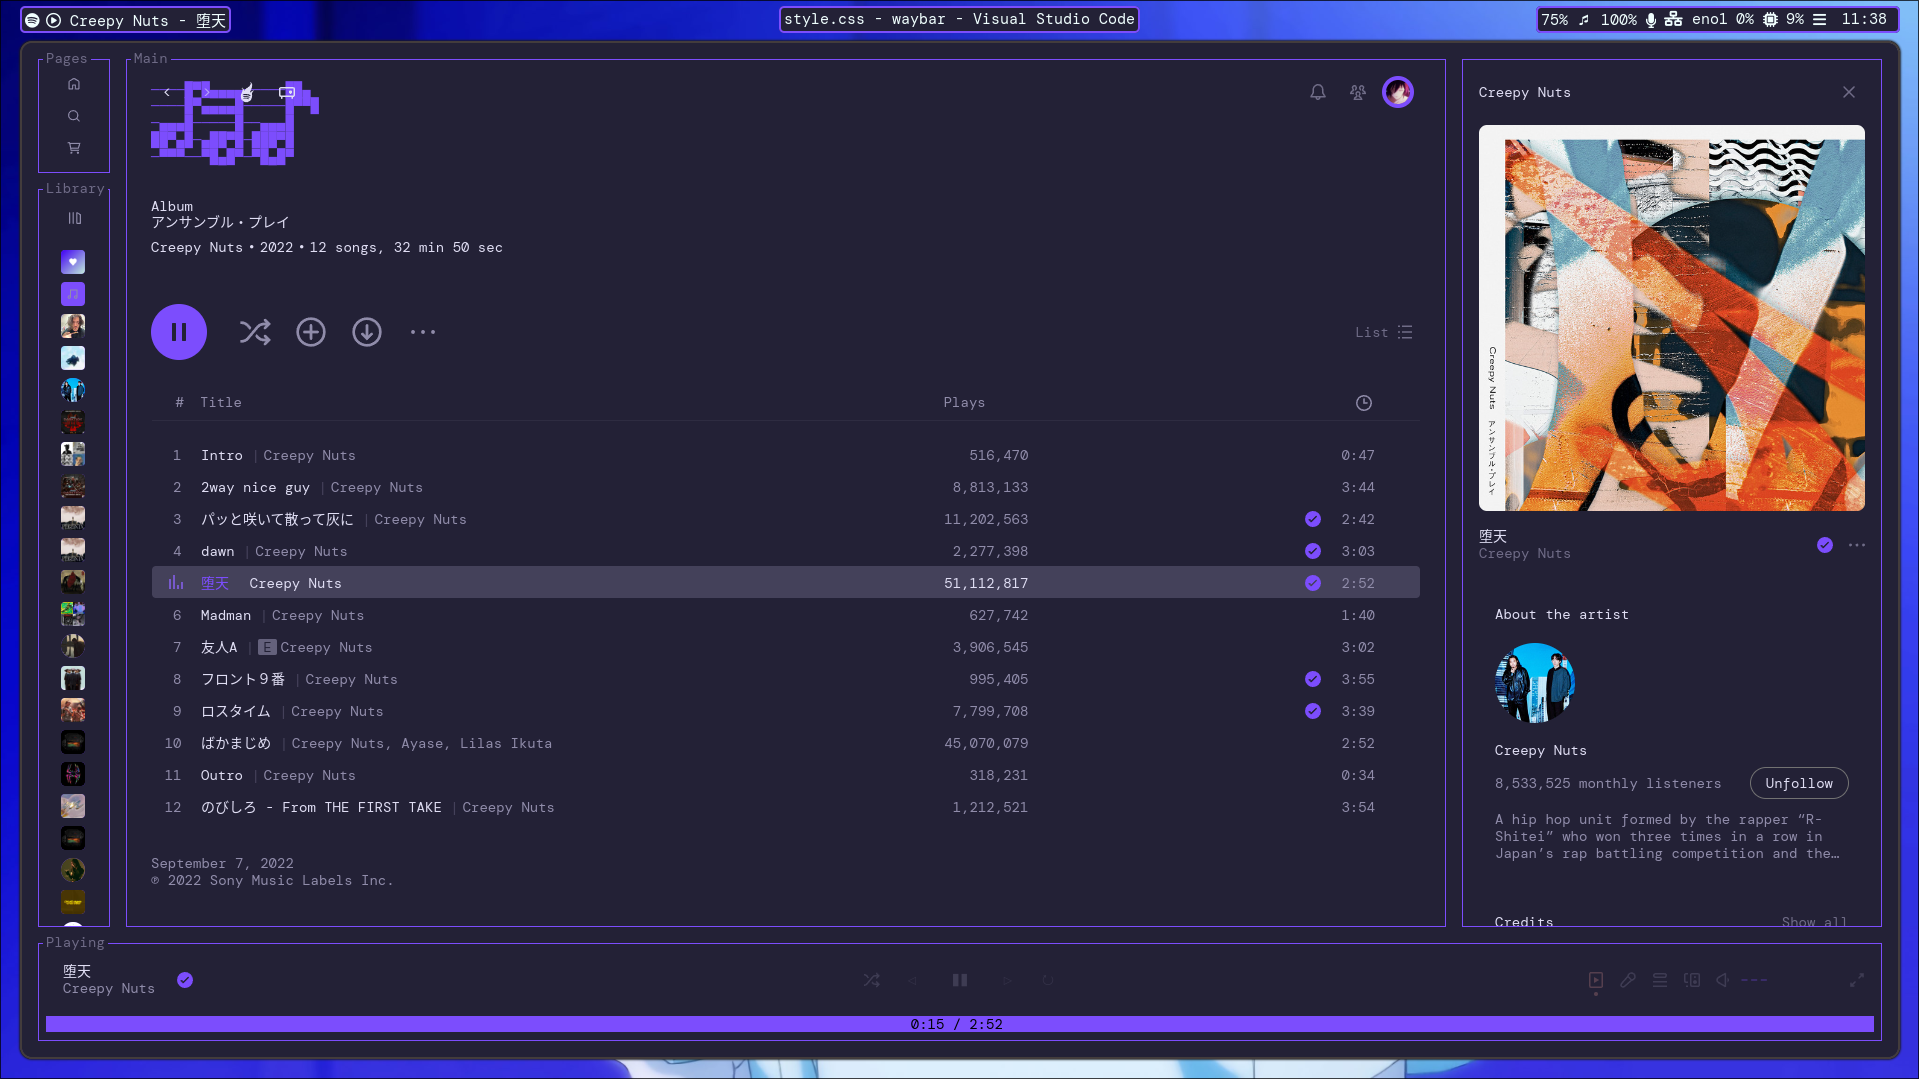 Creepy Nuts - 堕天
style.css - waybar - Visual Studio Code
75% 100% eno1 0% 9% 11:38
Pages
Library
Main
Album
アンサンブル・プレイ
Creepy Nuts • 2022 • 12 songs, 32 min 50 sec
List
# Title Plays
1 Intro | Creepy Nuts 516,470 0:47
2 2way nice guy | Creepy Nuts 8,813,133 3:44
3 パッと咲いて散って灰に | Creepy Nuts 11,202,563 2:42
4 dawn | Creepy Nuts 2,277,398 3:03
堕天 Creepy Nuts 51,112,817 2:52
6 Madman | Creepy Nuts 627,742 1:40
7 友人A | E Creepy Nuts 3,906,545 3:02
8 フロント９番 | Creepy Nuts 995,405 3:55
9 ロスタイム | Creepy Nuts 7,799,708 3:39
10 ばかまじめ | Creepy Nuts, Ayase, Lilas Ikuta 45,070,079 2:52
11 Outro | Creepy Nuts 318,231 0:34
12 のびしろ - From THE FIRST TAKE | Creepy Nuts 1,212,521 3:54
September 7, 2022
℗ 2022 Sony Music Labels Inc.
Creepy Nuts
Creepy Nuts アンサンブル・プレイ
堕天
Creepy Nuts
About the artist
Creepy Nuts
8,533,525 monthly listeners Unfollow
A hip hop unit formed by the rapper “R-
Shitei” who won three times in a row in
Japan’s rap battling competition and the…
Credits Show all
Playing
堕天
Creepy Nuts
0:15 / 2:52